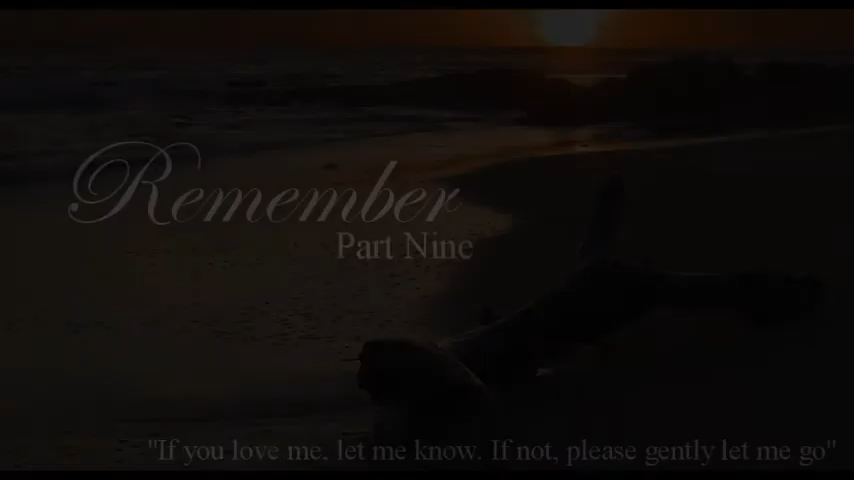 Remember
Part Nine
"If you love me, let me know. If not, please gently let me go"